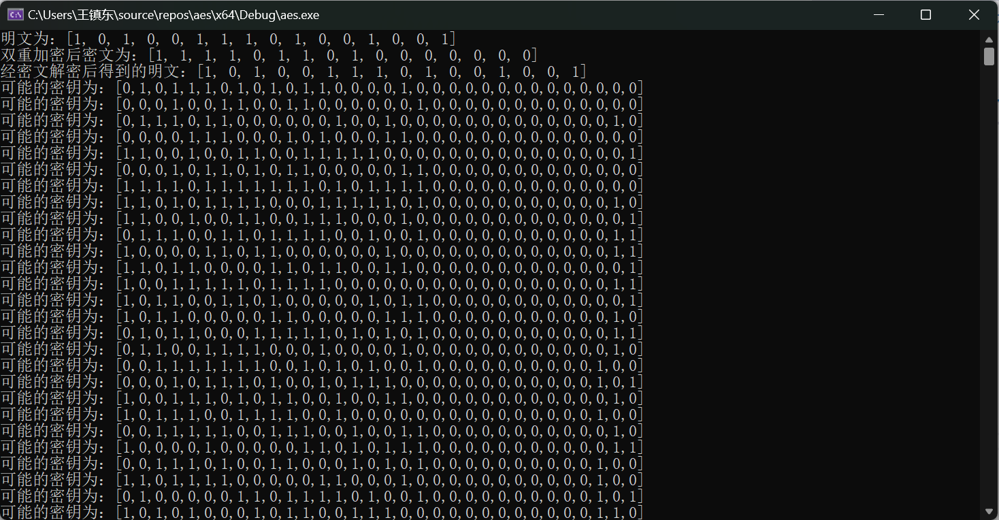 C:\Users\王镇东\source\repos\aes\x64\Debug\aes.exe
明文为：[1, 0, 1, 0, 0, 1, 1, 1, 0, 1, 0, 0, 1, 0, 0, 1]
双重加密后密文为：[1, 1, 1, 1, 0, 1, 1, 0, 1, 0, 0, 0, 0, 0, 0, 0]
经密文解密后得到的明文：[1, 0, 1, 0, 0, 1, 1, 1, 0, 1, 0, 0, 1, 0, 0, 1]
可能的密钥为：[0,1,0,1,1,1,0,1,0,1,0,1,1,0,0,0,0,1,0,0,0,0,0,0,0,0,0,0,0,0,0,0]
可能的密钥为：[0,0,0,1,0,0,1,1,0,0,1,1,0,0,0,0,0,0,1,0,0,0,0,0,0,0,0,0,0,0,0,0]
可能的密钥为：[0,1,1,1,0,1,1,0,0,0,0,0,0,1,0,0,1,0,0,0,0,0,0,0,0,0,0,0,0,0,1,0]
可能的密钥为：[0,0,0,0,1,1,1,0,0,0,1,0,1,0,0,0,1,1,0,0,0,0,0,0,0,0,0,0,0,0,0,0]
可能的密钥为：[1,1,0,0,1,0,0,1,1,0,0,1,1,1,1,1,0,0,0,0,0,0,0,0,0,0,0,0,0,0,0,1]
可能的密钥为：[0,0,0,1,0,1,1,0,1,0,1,1,0,0,0,0,0,1,1,0,0,0,0,0,0,0,0,0,0,0,0,0]
可能的密钥为：[1,1,1,1,0,1,1,1,1,1,1,1,0,1,0,1,1,1,1,0,0,0,0,0,0,0,0,0,0,0,0,0]
可能的密钥为：[1,1,0,1,0,1,1,1,1,0,0,0,1,1,1,1,1,0,1,0,0,0,0,0,0,0,0,0,0,0,1,0]
可能的密钥为：[1,1,0,0,1,0,0,1,1,0,0,1,1,1,0,0,0,1,0,0,0,0,0,0,0,0,0,0,0,0,0,1]
可能的密钥为：[0,1,1,1,0,0,1,1,0,1,1,1,1,0,0,1,0,0,1,0,0,0,0,0,0,0,0,0,0,0,1,1]
可能的密钥为：[1,0,0,0,0,1,1,0,1,1,0,0,0,0,0,0,1,0,0,0,0,0,0,0,0,0,0,0,0,0,1,1]
可能的密钥为：[1,1,0,1,1,0,0,0,0,1,1,0,1,1,0,0,1,1,0,0,0,0,0,0,0,0,0,0,0,0,0,1]
可能的密钥为：[1,0,0,1,1,1,1,1,0,1,1,1,1,0,0,0,0,0,0,0,0,0,0,0,0,0,0,0,0,0,1,1]
可能的密钥为：[1,0,1,1,0,0,1,1,0,1,0,0,0,0,0,1,0,1,1,0,0,0,0,0,0,0,0,0,0,0,0,1]
可能的密钥为：[1,0,1,1,0,0,0,0,0,1,1,0,0,0,0,0,1,1,1,0,0,0,0,0,0,0,0,0,0,0,1,0]
可能的密钥为：[0,1,0,1,1,0,0,0,1,1,1,1,1,0,1,0,1,0,1,0,0,0,0,0,0,0,0,0,0,0,1,1]
可能的密钥为：[0,1,1,0,0,1,1,1,1,0,0,0,1,0,0,0,0,1,0,0,0,0,0,0,0,0,0,0,0,0,1,0]
可能的密钥为：[0,0,1,1,1,1,1,1,1,0,0,1,0,1,0,1,0,0,1,0,0,0,0,0,0,0,0,0,0,1,0,0]
可能的密钥为：[0,0,0,1,0,1,1,1,0,1,0,0,1,0,1,1,1,0,0,0,0,0,0,0,0,0,0,0,0,1,0,1]
可能的密钥为：[1,0,0,1,1,1,0,1,0,1,1,0,0,1,0,0,1,1,0,0,0,0,0,0,0,0,0,0,0,0,1,0]
可能的密钥为：[1,0,1,1,1,0,0,1,1,1,1,0,0,1,0,0,0,0,0,0,0,0,0,0,0,0,0,0,0,1,0,0]
可能的密钥为：[0,0,1,1,1,1,1,0,0,1,1,1,0,0,1,0,0,1,1,0,0,0,0,0,0,0,0,0,0,0,1,0]
可能的密钥为：[1,0,0,0,0,1,0,0,0,0,0,1,1,0,1,0,1,1,1,0,0,0,0,0,0,0,0,0,0,0,1,1]
可能的密钥为：[0,0,1,1,1,0,1,0,0,1,1,0,0,0,1,0,1,0,1,0,0,0,0,0,0,0,0,0,0,1,0,0]
可能的密钥为：[1,1,0,1,1,1,1,0,0,0,0,0,1,1,0,0,0,1,0,0,0,0,0,0,0,0,0,0,0,1,0,0]
可能的密钥为：[0,1,0,0,0,0,0,1,1,0,1,1,1,1,0,1,0,0,1,0,0,0,0,0,0,0,0,0,0,1,0,1]
可能的密钥为：[1,0,1,0,1,0,0,0,1,0,1,1,0,0,1,1,1,0,0,0,0,0,0,0,0,0,0,0,0,1,1,0]